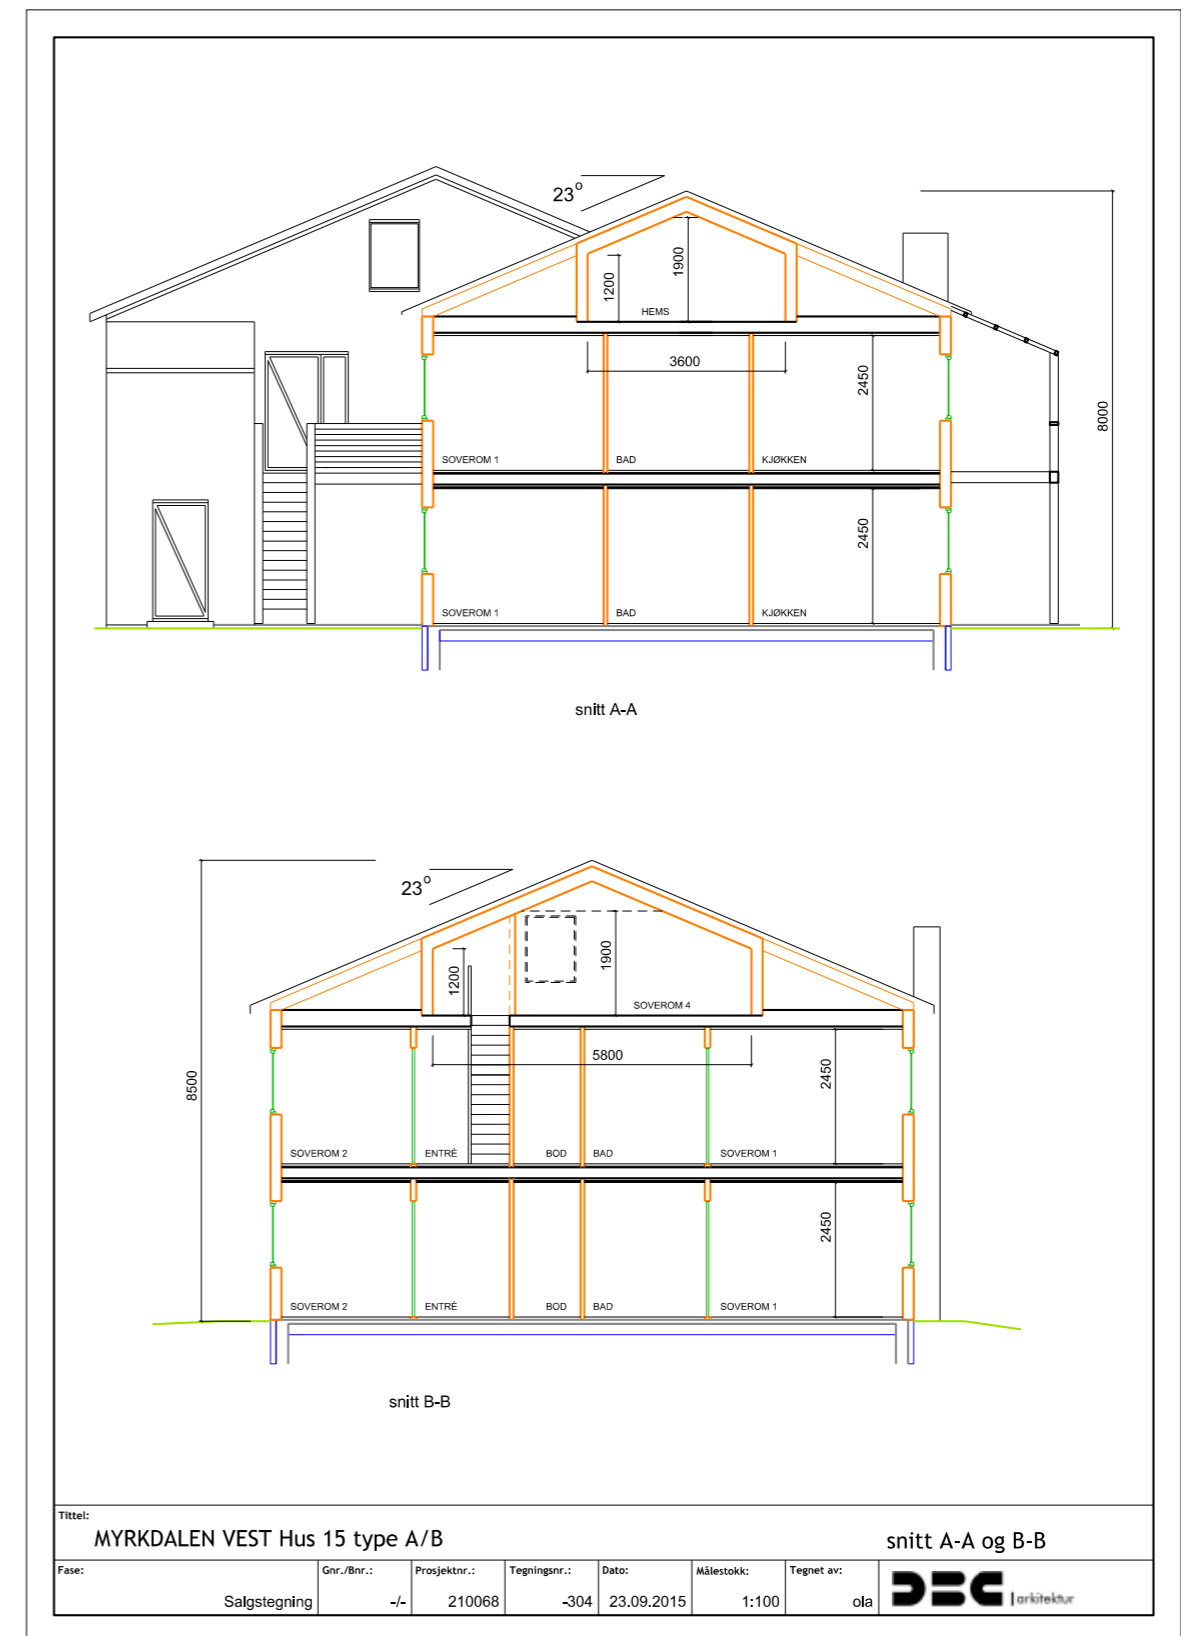 23°
1900
1200
HEMS
3600
2450
8000
SOVEROM 1 BAD KJØKKEN
2450
SOVEROM 1 BAD KJØKKEN
snitt A-A
23°
1900
1200
SOVEROM 4
5800
8500
2450
SOVEROM 2 ENTRÈ BOD BAD SOVEROM 1
2450
SOVEROM 2 ENTRÈ BOD BAD SOVEROM 1
snitt B-B
Tittel:
MYRKDALEN VEST Hus 15 type A/B snitt A-A og B-B
Fase: Gnr./Bnr.: Prosjektnr.: Tegningsnr.: Dato: Målestokk: Tegnet av:
Salgstegning -/- 210068 -304 23.09.2015 1:100 ola
DBC arkitektur